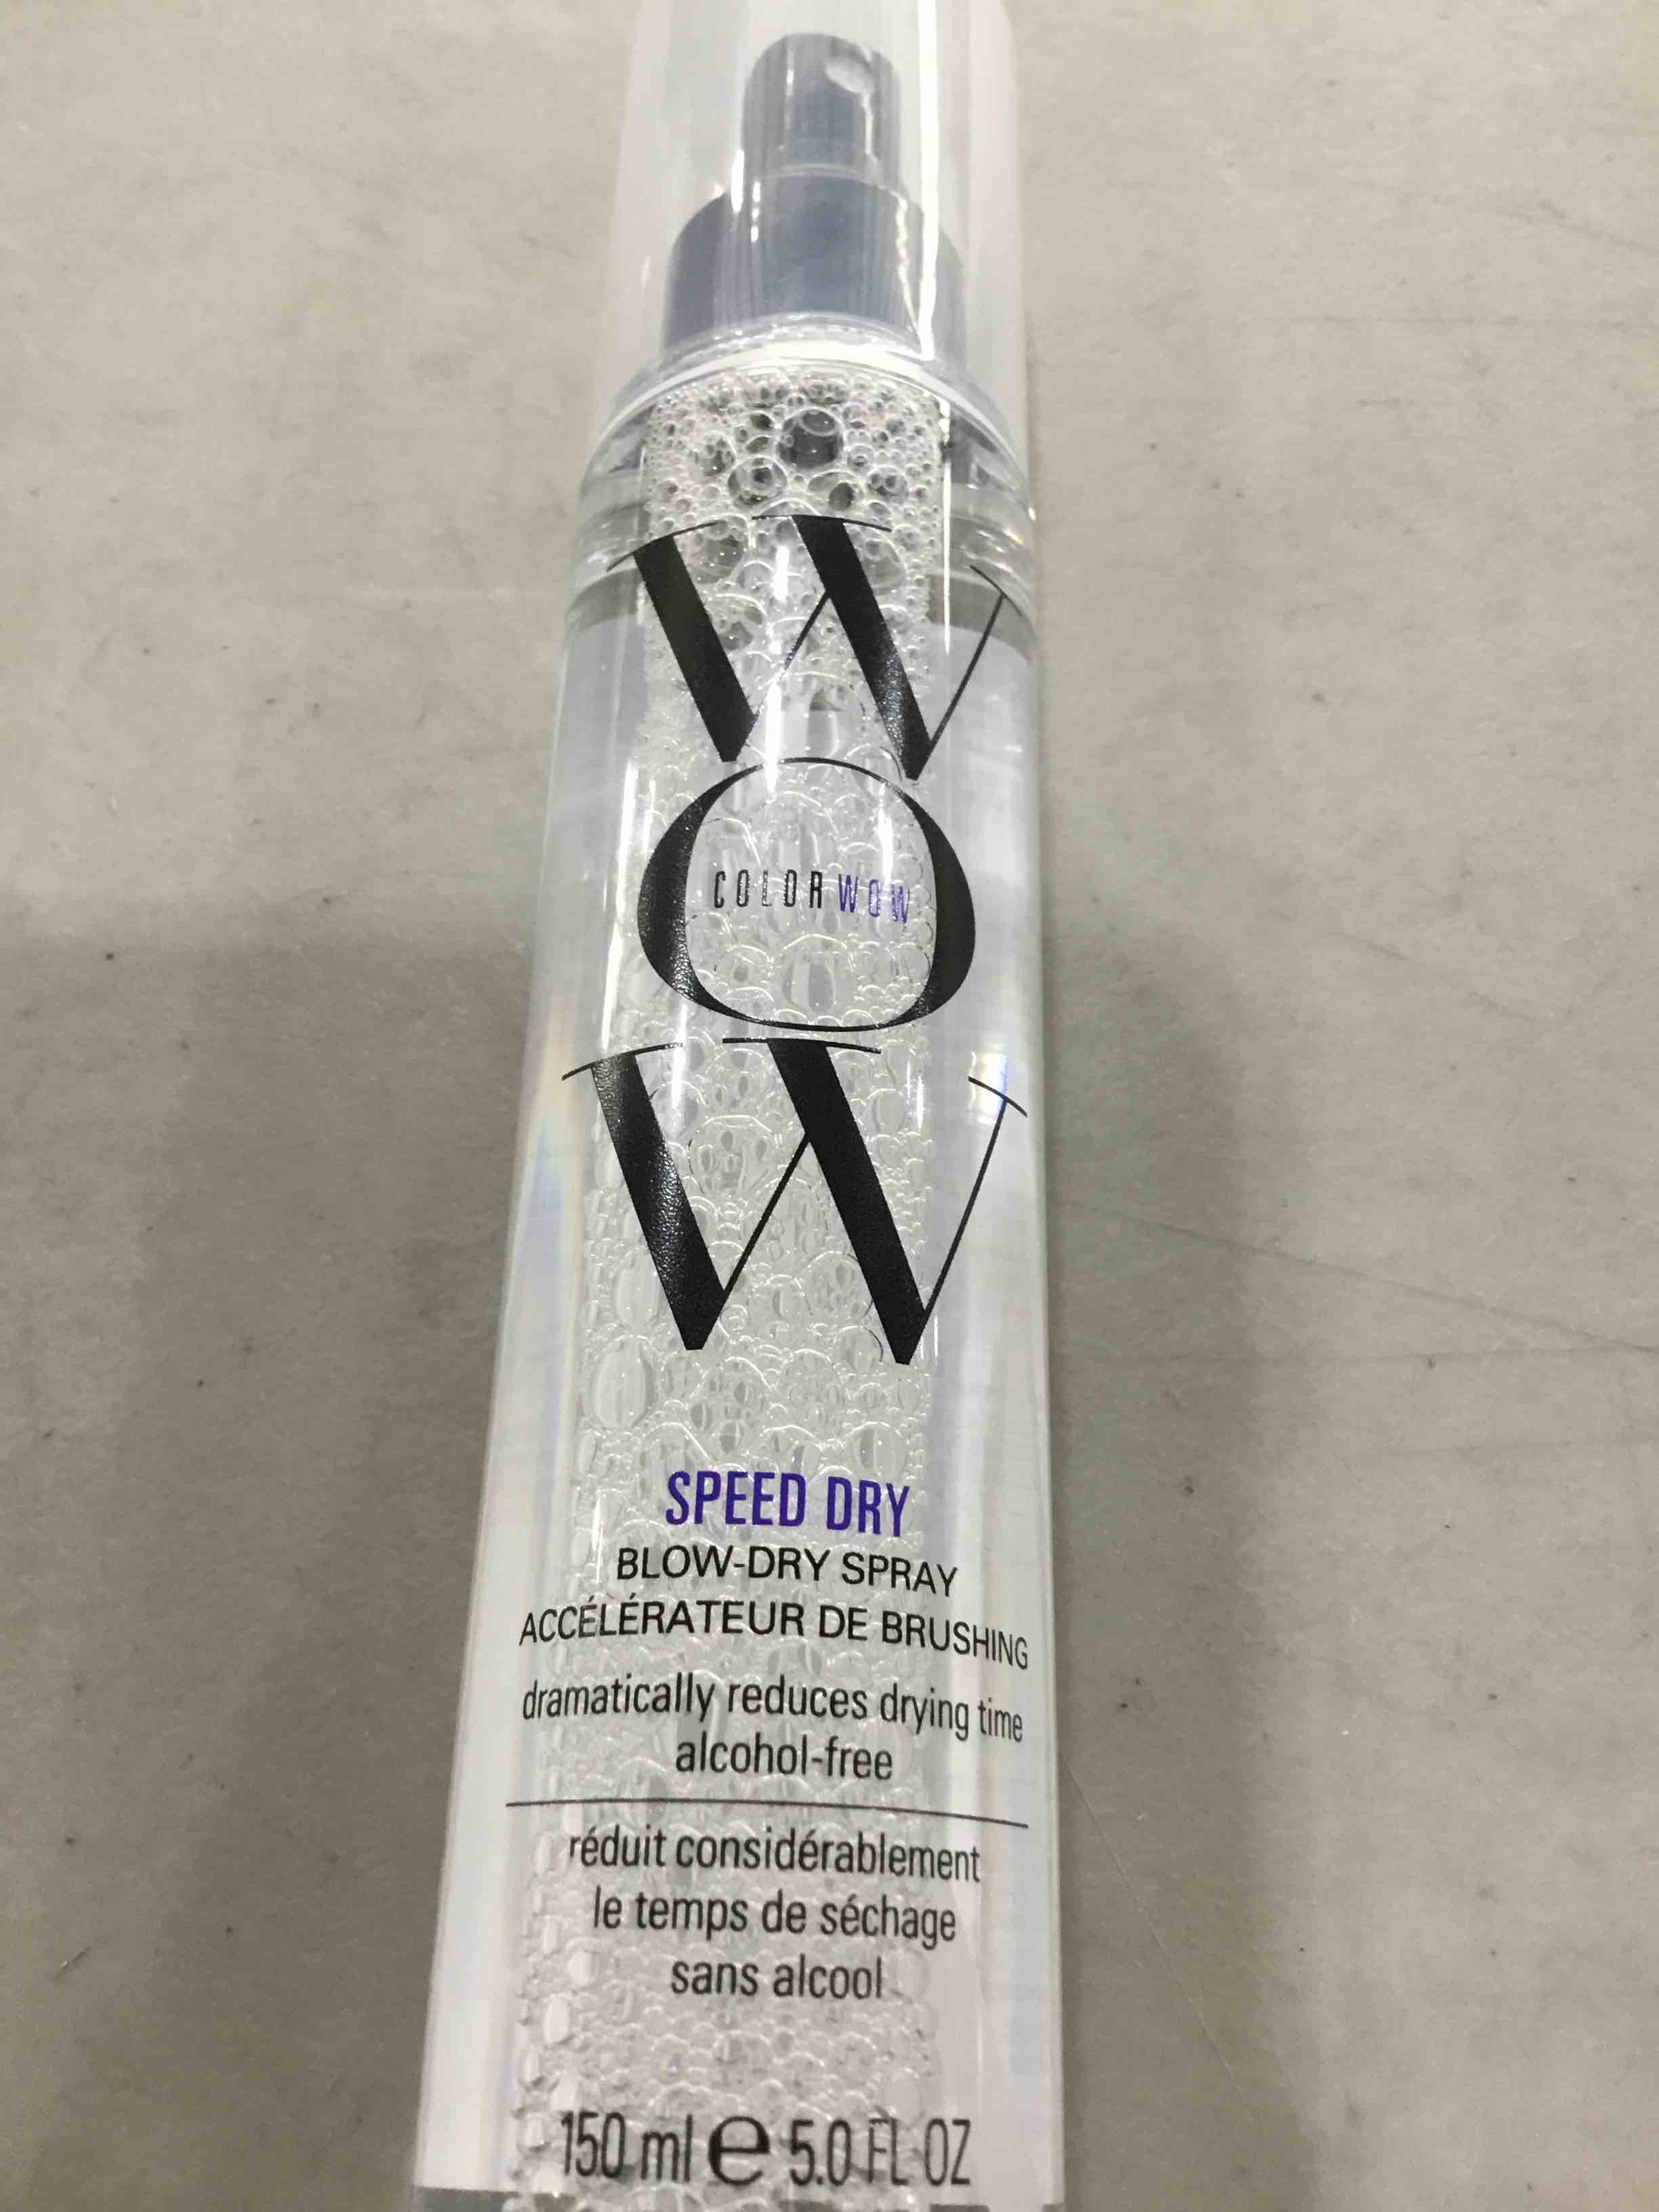 WOW
COLOR WOW
SPEED DRY
BLOW-DRY SPRAY
ACCÉLÉRATEUR DE BRUSHING
dramatically reduces drying time
alcohol-free
réduit considérablement
le temps de séchage
sans alcool
150 ml ℮ 5.0 FL OZ